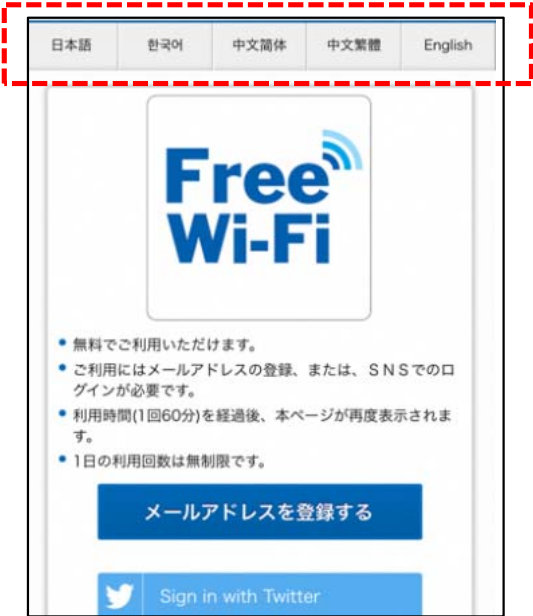 日本語 한국어 中文简体 中文繁體 English
Free
Wi-Fi
無料でご利用いただけます。
ご利用にはメールアドレスの登録、または、ＳＮＳでのロ
グインが必要です。
利用時間(1回60分)を経過後、本ページが再度表示されま
す。
1日の利用回数は無制限です。
メールアドレスを登録する
Sign in with Twitter